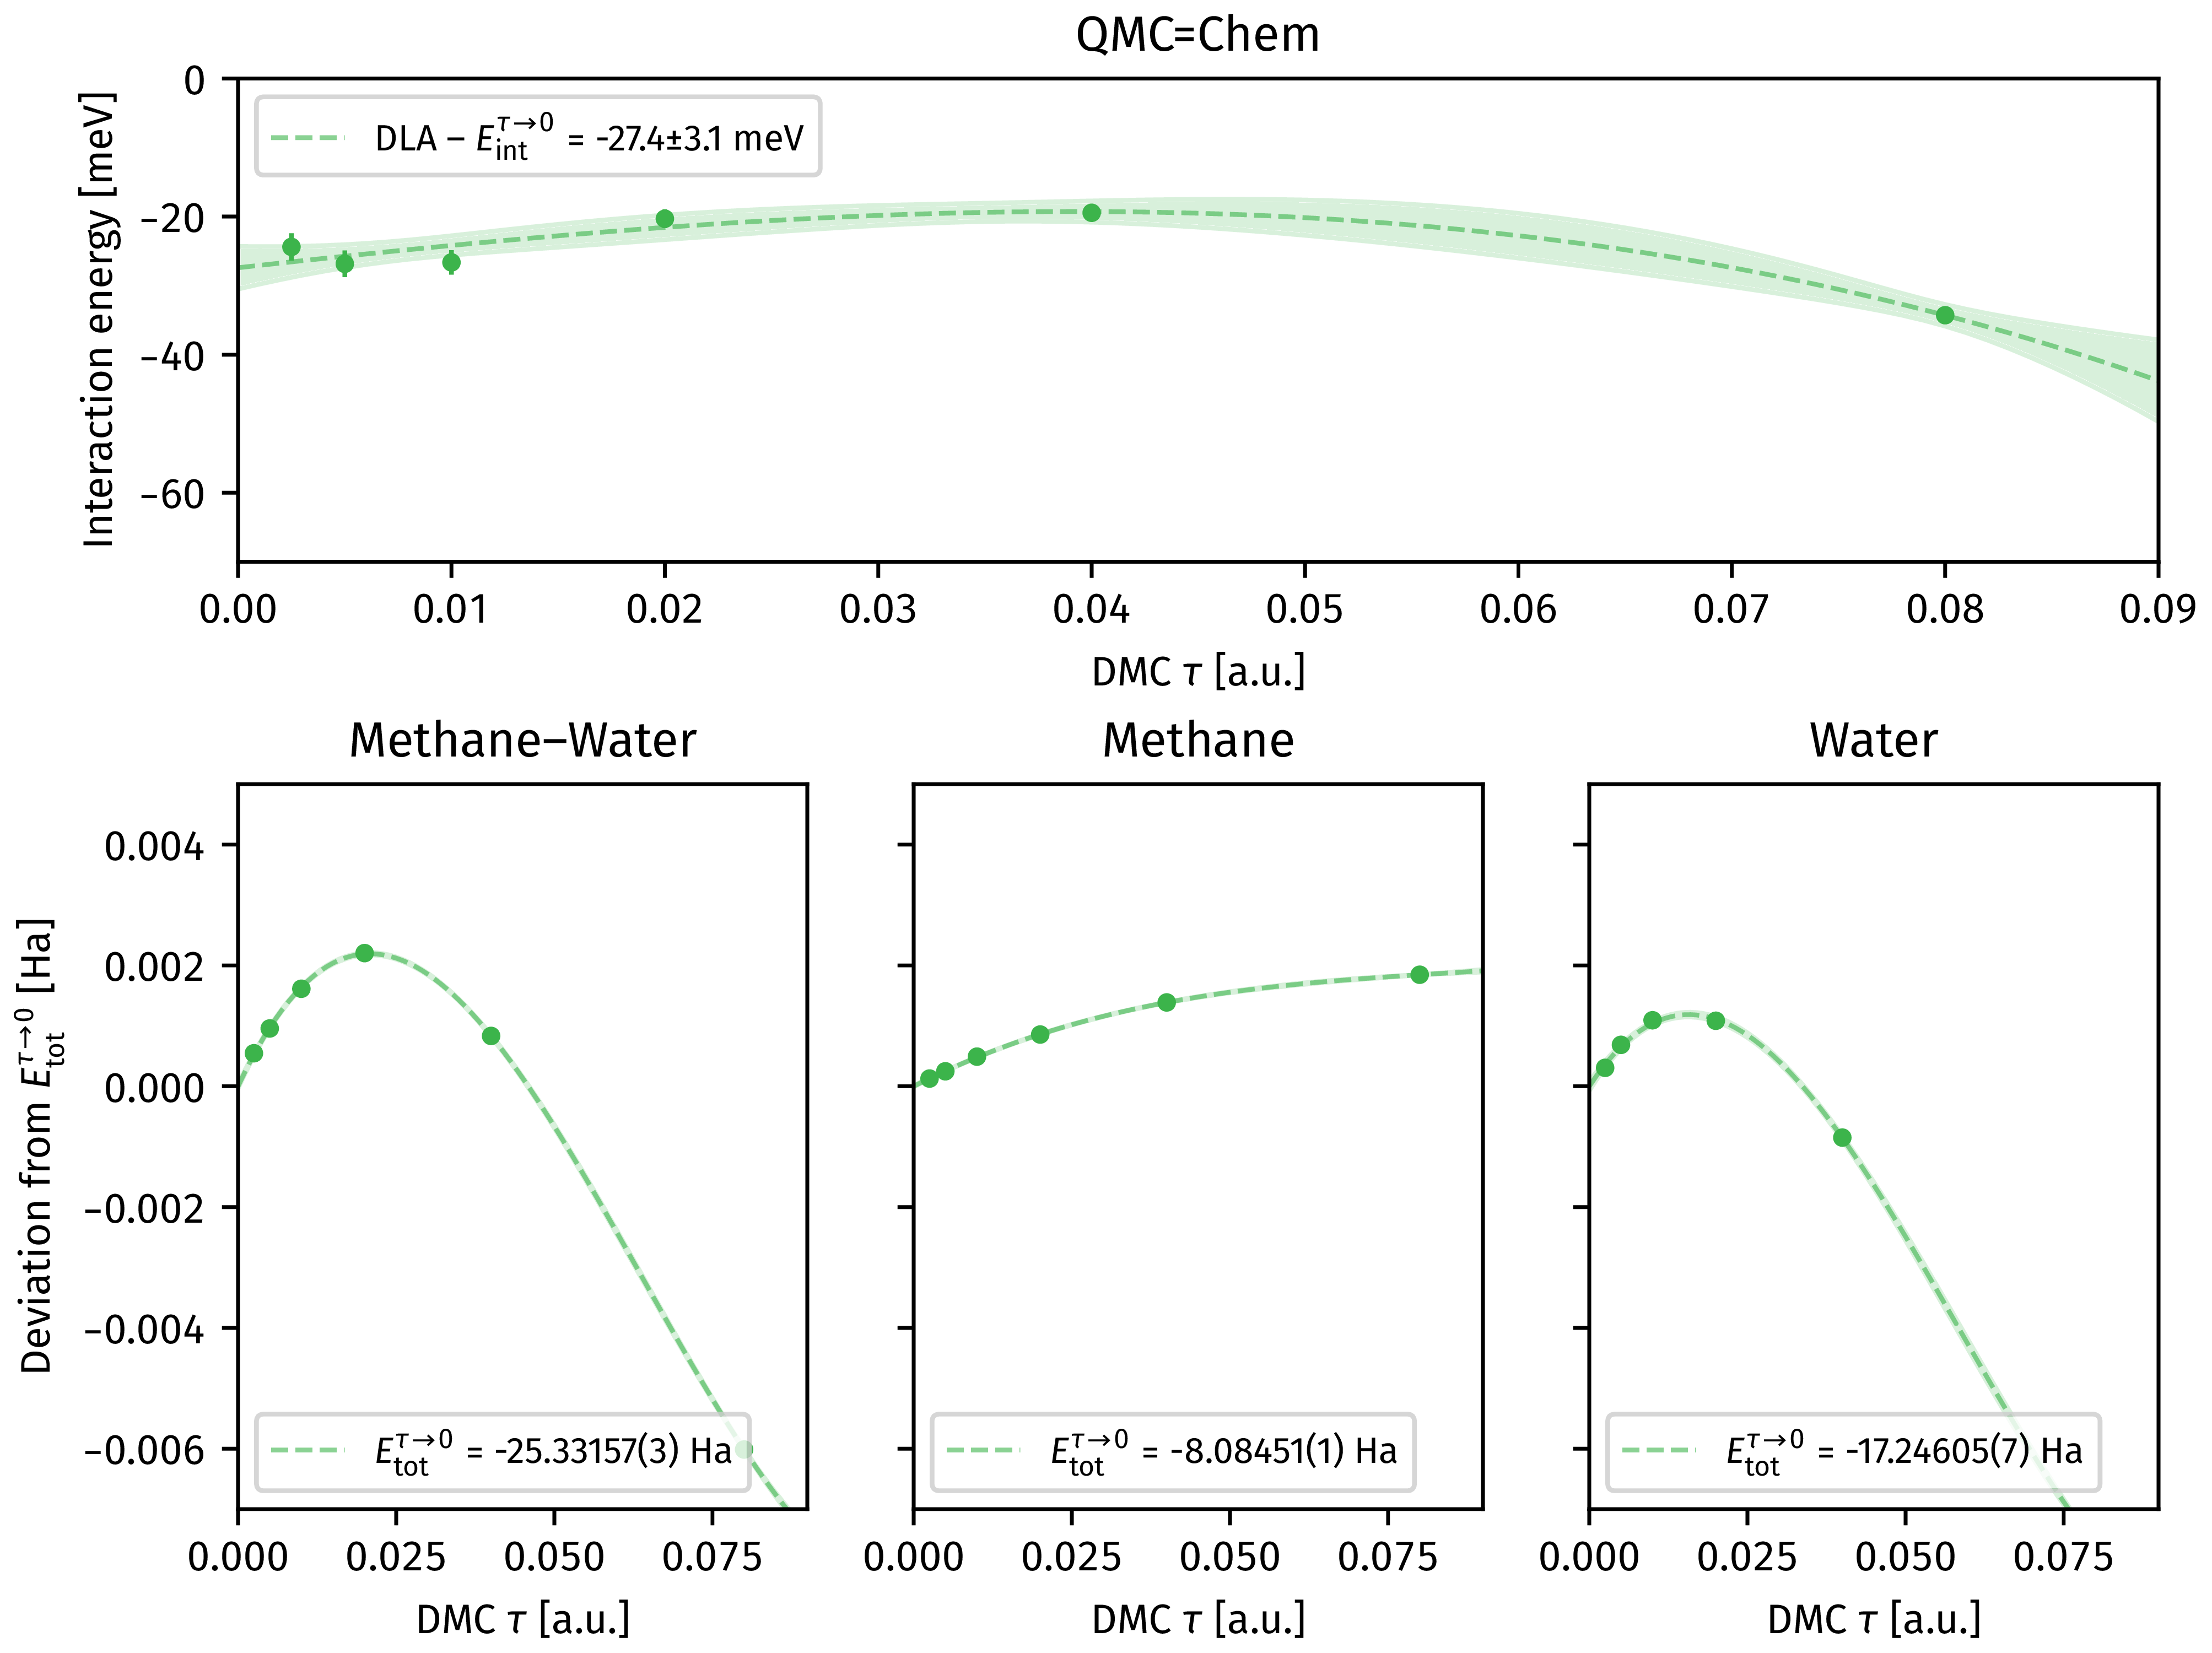 QMC=Chem
Interaction energy [meV]
0
−20
−40
−60
DLA – E_int^{τ→0} = -27.4±3.1 meV
0.00 0.01 0.02 0.03 0.04 0.05 0.06 0.07 0.08 0.09
DMC τ [a.u.]
Methane–Water Methane Water
Deviation from E_tot^{τ→0} [Ha]
0.004
0.002
0.000
−0.002
−0.004
−0.006
E_tot^{τ→0} = -25.33157(3) Ha
E_tot^{τ→0} = -8.08451(1) Ha
E_tot^{τ→0} = -17.24605(7) Ha
0.000 0.025 0.050 0.075
0.000 0.025 0.050 0.075
0.000 0.025 0.050 0.075
DMC τ [a.u.]
DMC τ [a.u.]
DMC τ [a.u.]